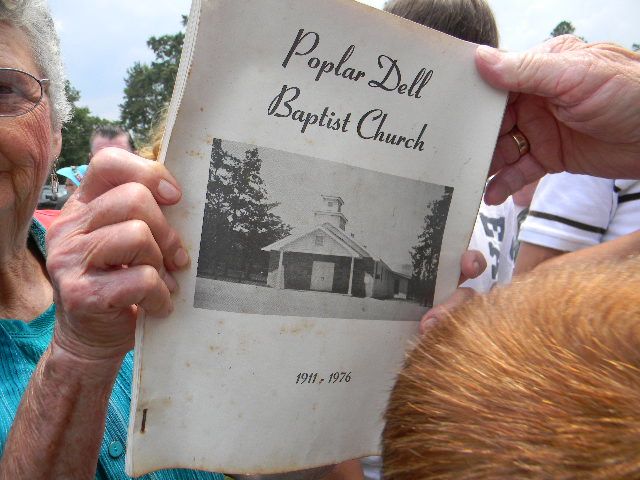 Poplar Dell
Baptist Church
1911 - 1976